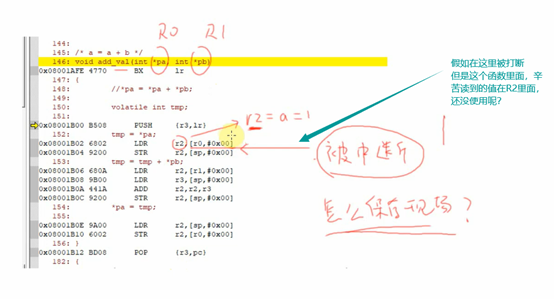 R0 R1
144:
145: /* a = a + b */
146: void add_val(int *pa, int *pb)
0x08001AFE 4770 BX lr
147: {
148: //*pa = *pa + *pb;
149:
150: volatile int tmp;
151:
0x08001B00 B508 PUSH {r3,lr}
152: tmp = *pa;
0x08001B02 6802 LDR r2,[r0,#0x00]
0x08001B04 9200 STR r2,[sp,#0x00]
153: tmp = tmp + *pb;
0x08001B06 680A LDR r2,[r1,#0x00]
0x08001B08 9B00 LDR r3,[sp,#0x00]
0x08001B0A 441A ADD r2,r2,r3
0x08001B0C 9200 STR r2,[sp,#0x00]
154: *pa = tmp;
155:
0x08001B0E 9A00 LDR r2,[sp,#0x00]
0x08001B10 6002 STR r2,[r0,#0x00]
156: }
0x08001B12 BD08 POP {r3,pc}
182: {
r2=a=1
假如在这里被打断
但是这个函数里面，辛
苦读到的值在R2里面，
还没使用呢？
被中断
怎么保存现场？